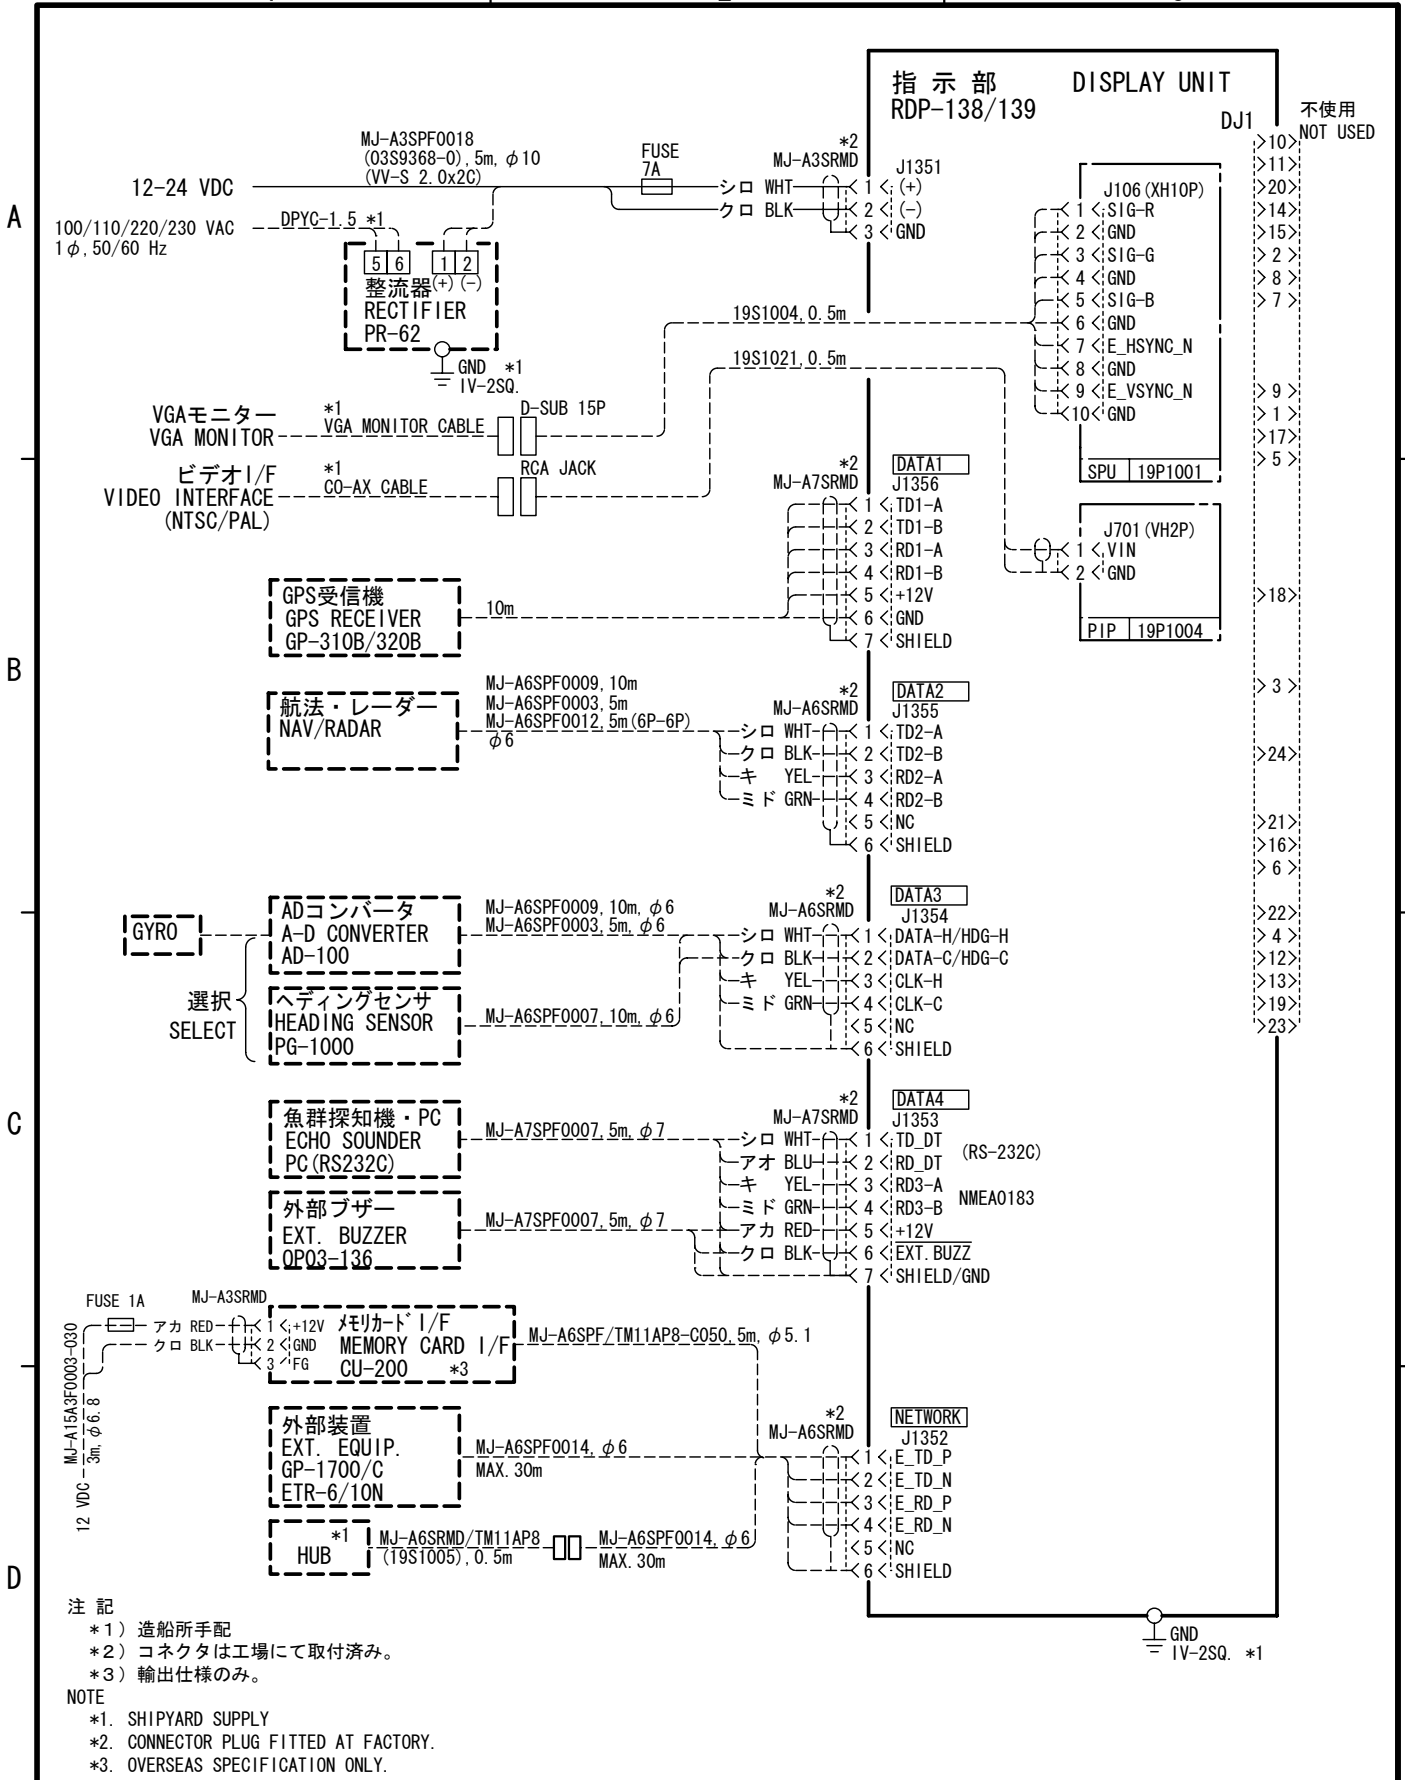 指 示 部 DISPLAY UNIT
RDP-138/139
DJ1
不使用
NOT USED
MJ-A3SPF0018
(03S9368-0),5m,φ10
(VV-S 2.0x2C)
FUSE
7A
*2
MJ-A3SRMD
J1351
12-24 VDC
シロ WHT 1 (+)
クロ BLK 2 (-)
3 GND
100/110/220/230 VAC
1φ,50/60 Hz
DPYC-1.5 *1
5 6 1 2
(+) (-)
整流器
RECTIFIER
PR-62
GND *1
IV-2SQ.
A
J106(XH10P)
1 SIG-R
2 GND
3 SIG-G
4 GND
5 SIG-B
6 GND
7 E_HSYNC_N
8 GND
9 E_VSYNC_N
10 GND
SPU 19P1001
19S1004,0.5m
19S1021,0.5m
VGAモニター
VGA MONITOR
*1
VGA MONITOR CABLE
D-SUB 15P
ビデオI/F
VIDEO INTERFACE
(NTSC/PAL)
*1
CO-AX CABLE
RCA JACK
J701(VH2P)
1 VIN
2 GND
PIP 19P1004
10
11
20
14
15
2
8
7
9
1
17
5
18
3
24
21
16
6
22
4
12
13
19
23
B
GPS受信機
GPS RECEIVER
GP-310B/320B
10m
*2
MJ-A7SRMD
DATA1
J1356
1 TD1-A
2 TD1-B
3 RD1-A
4 RD1-B
5 +12V
6 GND
7 SHIELD
航法・レーダー
NAV/RADAR
MJ-A6SPF0009,10m
MJ-A6SPF0003,5m
MJ-A6SPF0012,5m(6P-6P)
φ6
*2
MJ-A6SRMD
DATA2
J1355
シロ WHT 1 TD2-A
クロ BLK 2 TD2-B
キ YEL 3 RD2-A
ミド GRN 4 RD2-B
5 NC
6 SHIELD
GYRO
ADコンバータ
A-D CONVERTER
AD-100
MJ-A6SPF0009,10m,φ6
MJ-A6SPF0003,5m,φ6
選択
SELECT
ヘディングセンサ
HEADING SENSOR
PG-1000
MJ-A6SPF0007,10m,φ6
*2
MJ-A6SRMD
DATA3
J1354
シロ WHT 1 DATA-H/HDG-H
クロ BLK 2 DATA-C/HDG-C
キ YEL 3 CLK-H
ミド GRN 4 CLK-C
5 NC
6 SHIELD
C
魚群探知機・PC
ECHO SOUNDER
PC(RS232C)
MJ-A7SPF0007,5m,φ7
外部ブザー
EXT. BUZZER
OP03-136
MJ-A7SPF0007,5m,φ7
*2
MJ-A7SRMD
DATA4
J1353
シロ WHT 1 TD_DT
(RS-232C)
アオ BLU 2 RD_DT
キ YEL 3 RD3-A
NMEA0183
ミド GRN 4 RD3-B
アカ RED 5 +12V
クロ BLK 6 EXT.BUZZ
7 SHIELD/GND
FUSE 1A
MJ-A3SRMD
アカ RED 1 +12V
クロ BLK 2 GND
3 FG
メモリカード I/F
MEMORY CARD I/F
CU-200 *3
MJ-A6SPF/TM11AP8-C050,5m,φ5.1
MJ-A15A3F0003-030
3m,φ6.8
12 VDC
外部装置
EXT. EQUIP.
GP-1700/C
ETR-6/10N
MJ-A6SPF0014,φ6
MAX.30m
*2
MJ-A6SRMD
NETWORK
J1352
1 E_TD_P
2 E_TD_N
3 E_RD_P
4 E_RD_N
5 NC
6 SHIELD
*1
HUB
MJ-A6SRMD/TM11AP8
(19S1005),0.5m
MJ-A6SPF0014,φ6
MAX.30m
D
GND
IV-2SQ. *1
注 記
*1) 造船所手配
*2) コネクタは工場にて取付済み。
*3) 輸出仕様のみ。
NOTE
*1. SHIPYARD SUPPLY
*2. CONNECTOR PLUG FITTED AT FACTORY.
*3. OVERSEAS SPECIFICATION ONLY.